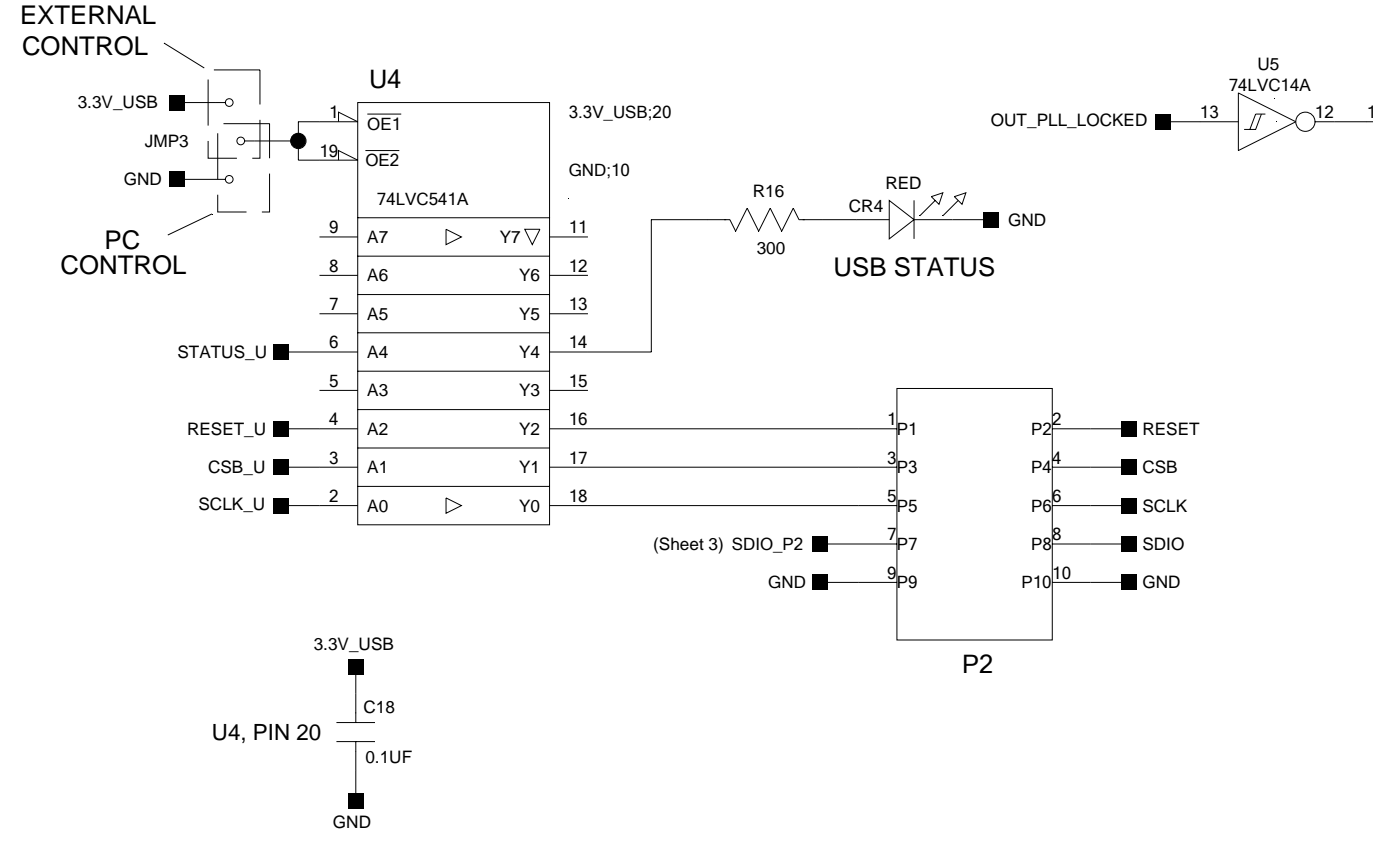 EXTERNAL
CONTROL
3.3V_USB
JMP3
GND
PC
CONTROL
U4
1
OE1
19
OE2
74LVC541A
3.3V_USB;20
GND;10
9 A7 Y7 11
8 A6 Y6 12
7 A5 Y5 13
STATUS_U 6 A4 Y4 14
5 A3 Y3 15
RESET_U 4 A2 Y2 16
CSB_U 3 A1 Y1 17
SCLK_U 2 A0 Y0 18
R16
300
RED
CR4
GND
USB STATUS
U5
74LVC14A
OUT_PLL_LOCKED 13 12 1
1 P1 P2 2 RESET
3 P3 P4 4 CSB
5 P5 P6 6 SCLK
(Sheet 3) SDIO_P2 7 P7 P8 8 SDIO
GND 9 P9 P10 10 GND
P2
3.3V_USB
C18
U4, PIN 20
0.1UF
GND